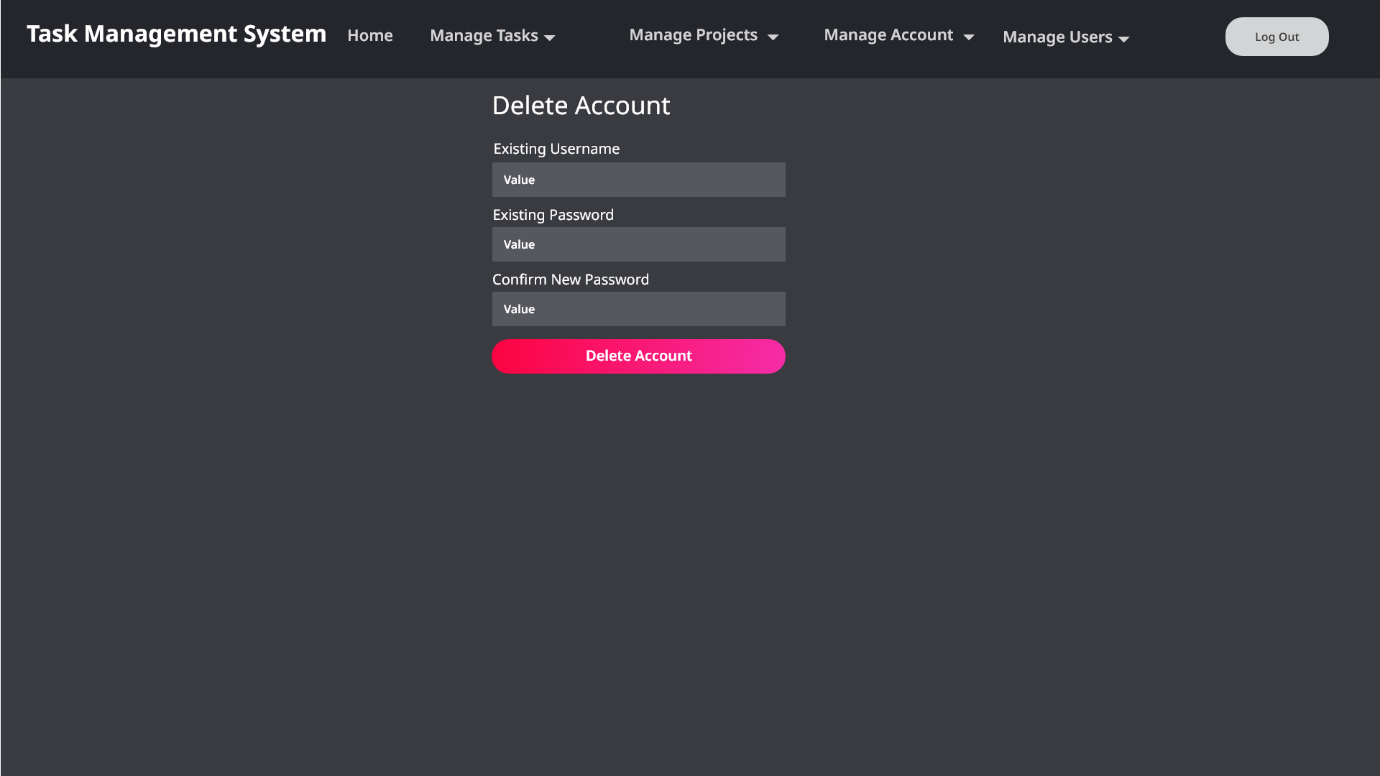 Task Management System Home Manage Tasks Manage Projects Manage Account Manage Users Log Out
Delete Account
Existing Username
Value
Existing Password
Value
Confirm New Password
Value
Delete Account